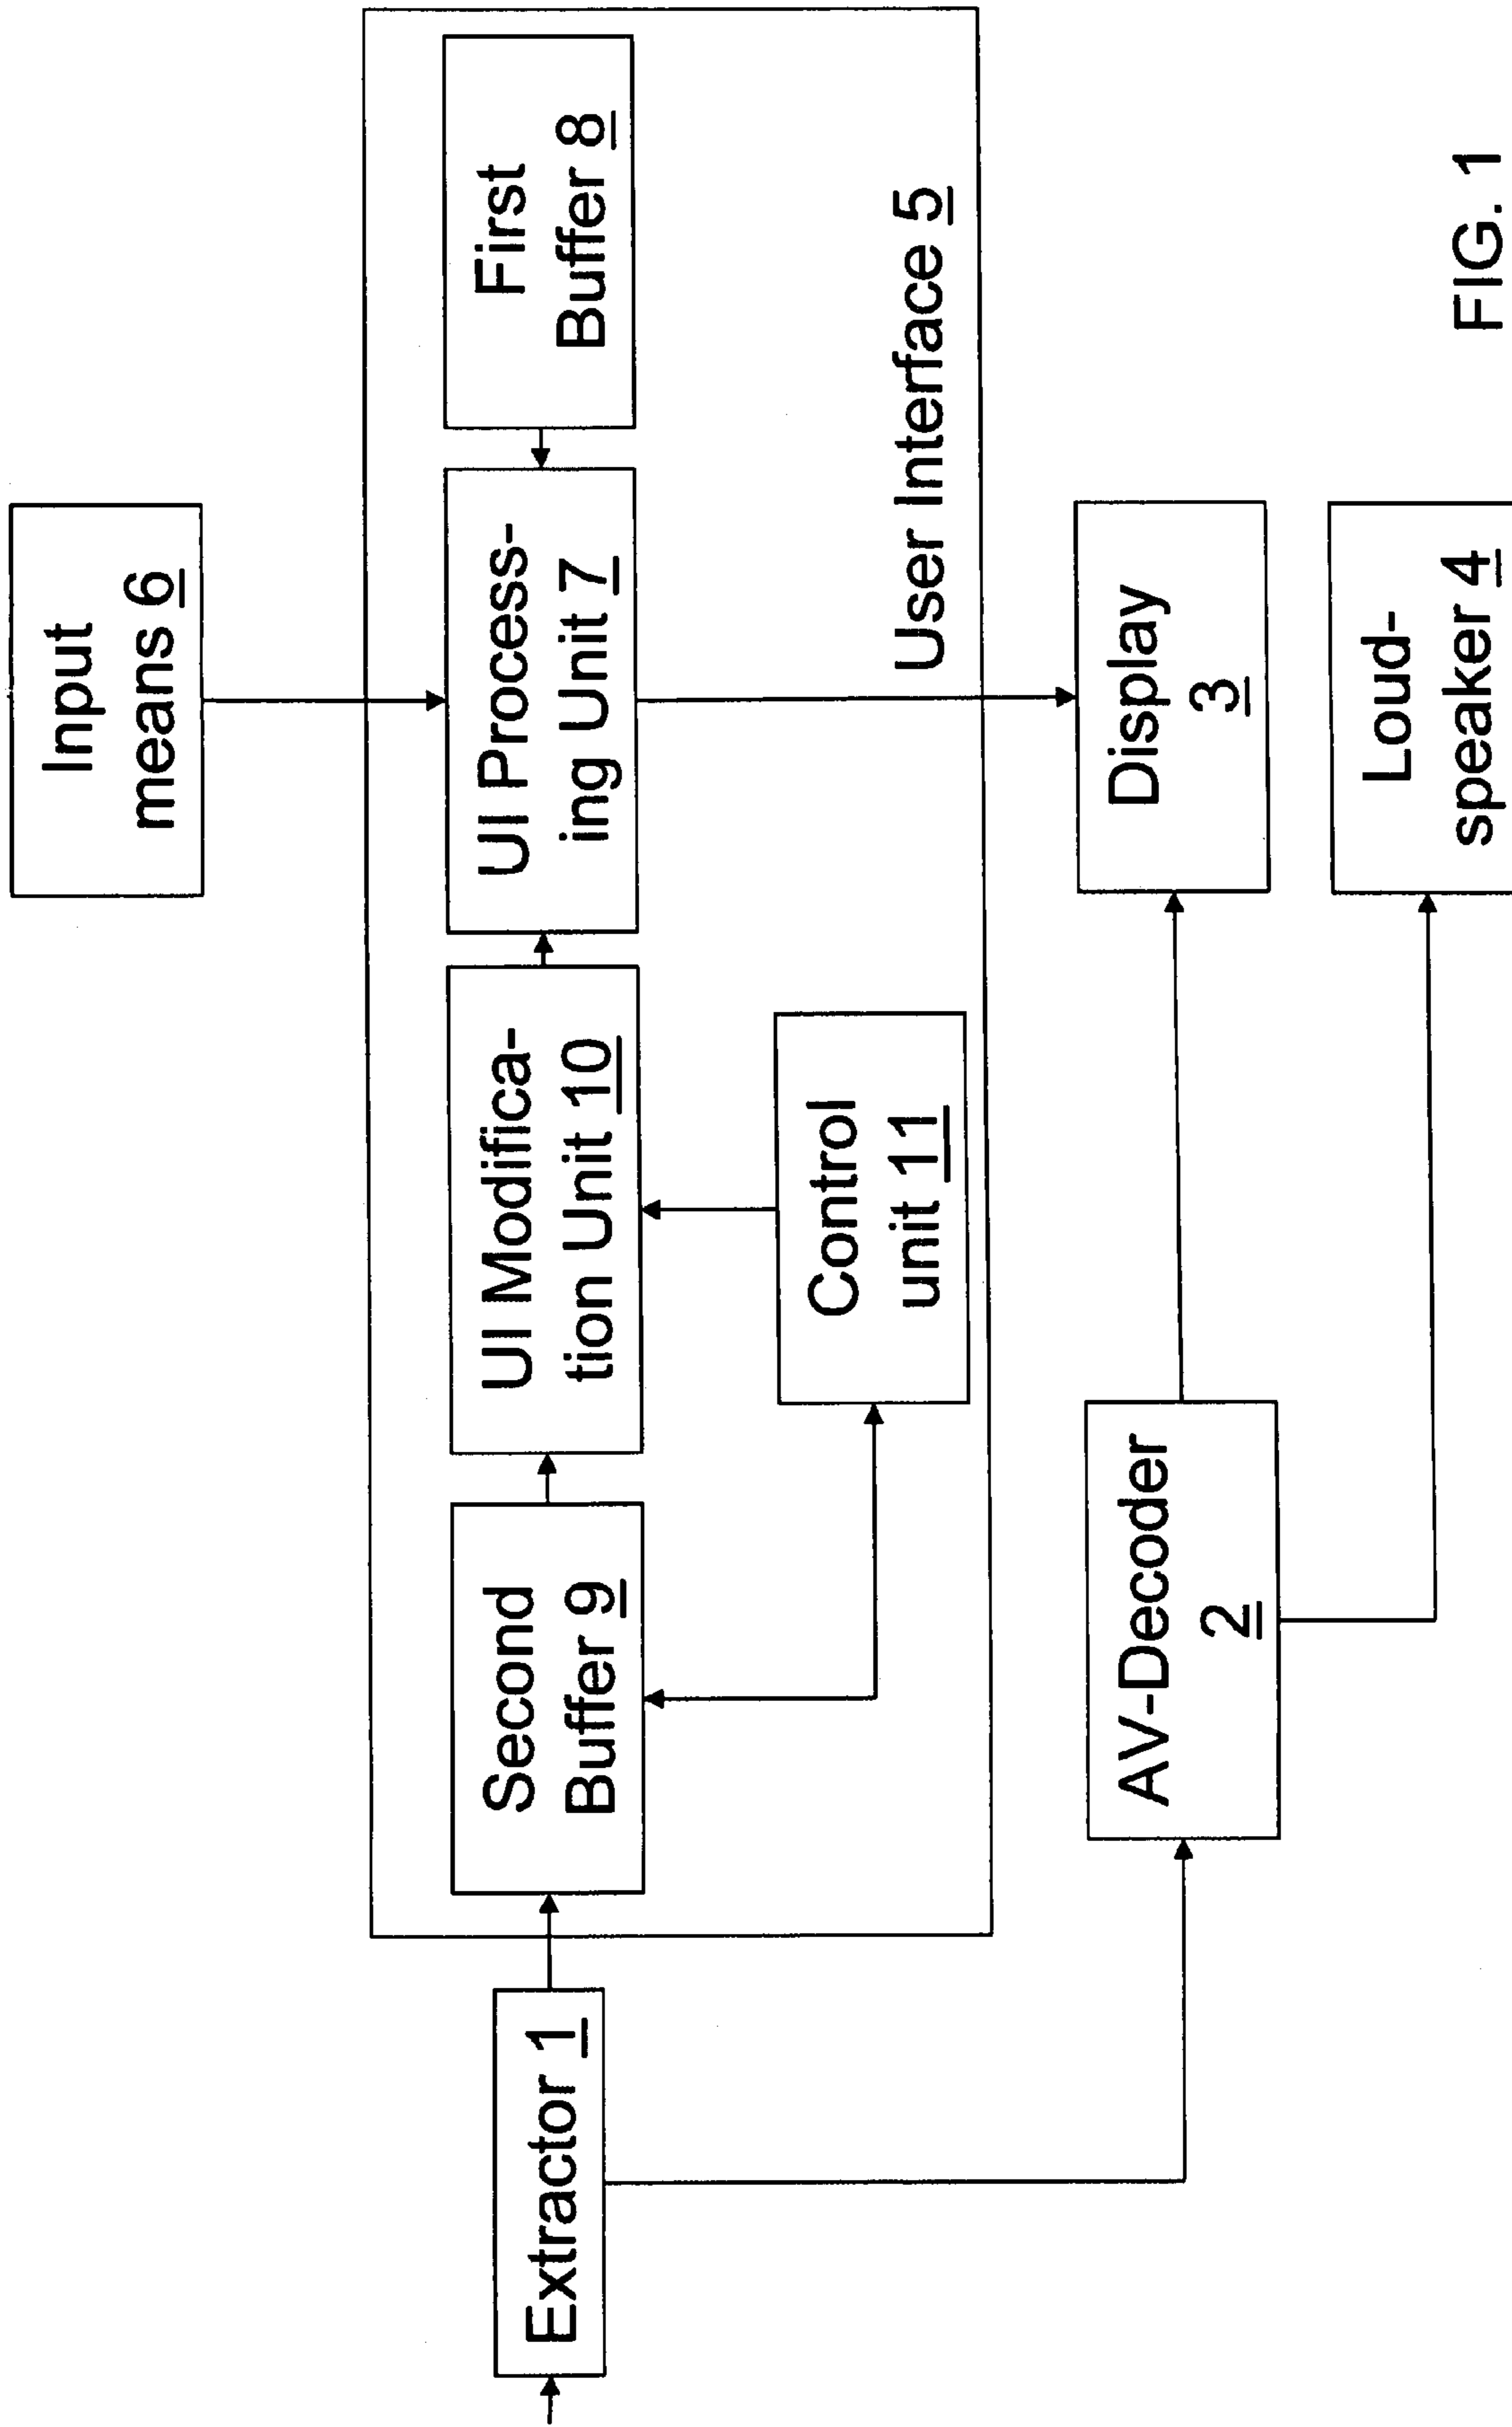 Input
means 6
First
Buffer 8
UI Process-
ing Unit 7
UI Modifica-
tion Unit 10
Second
Buffer 9
Extractor 1
Control
unit 11
User Interface 5
Display
3
AV-Decoder
2
Loud-
speaker 4
FIG. 1